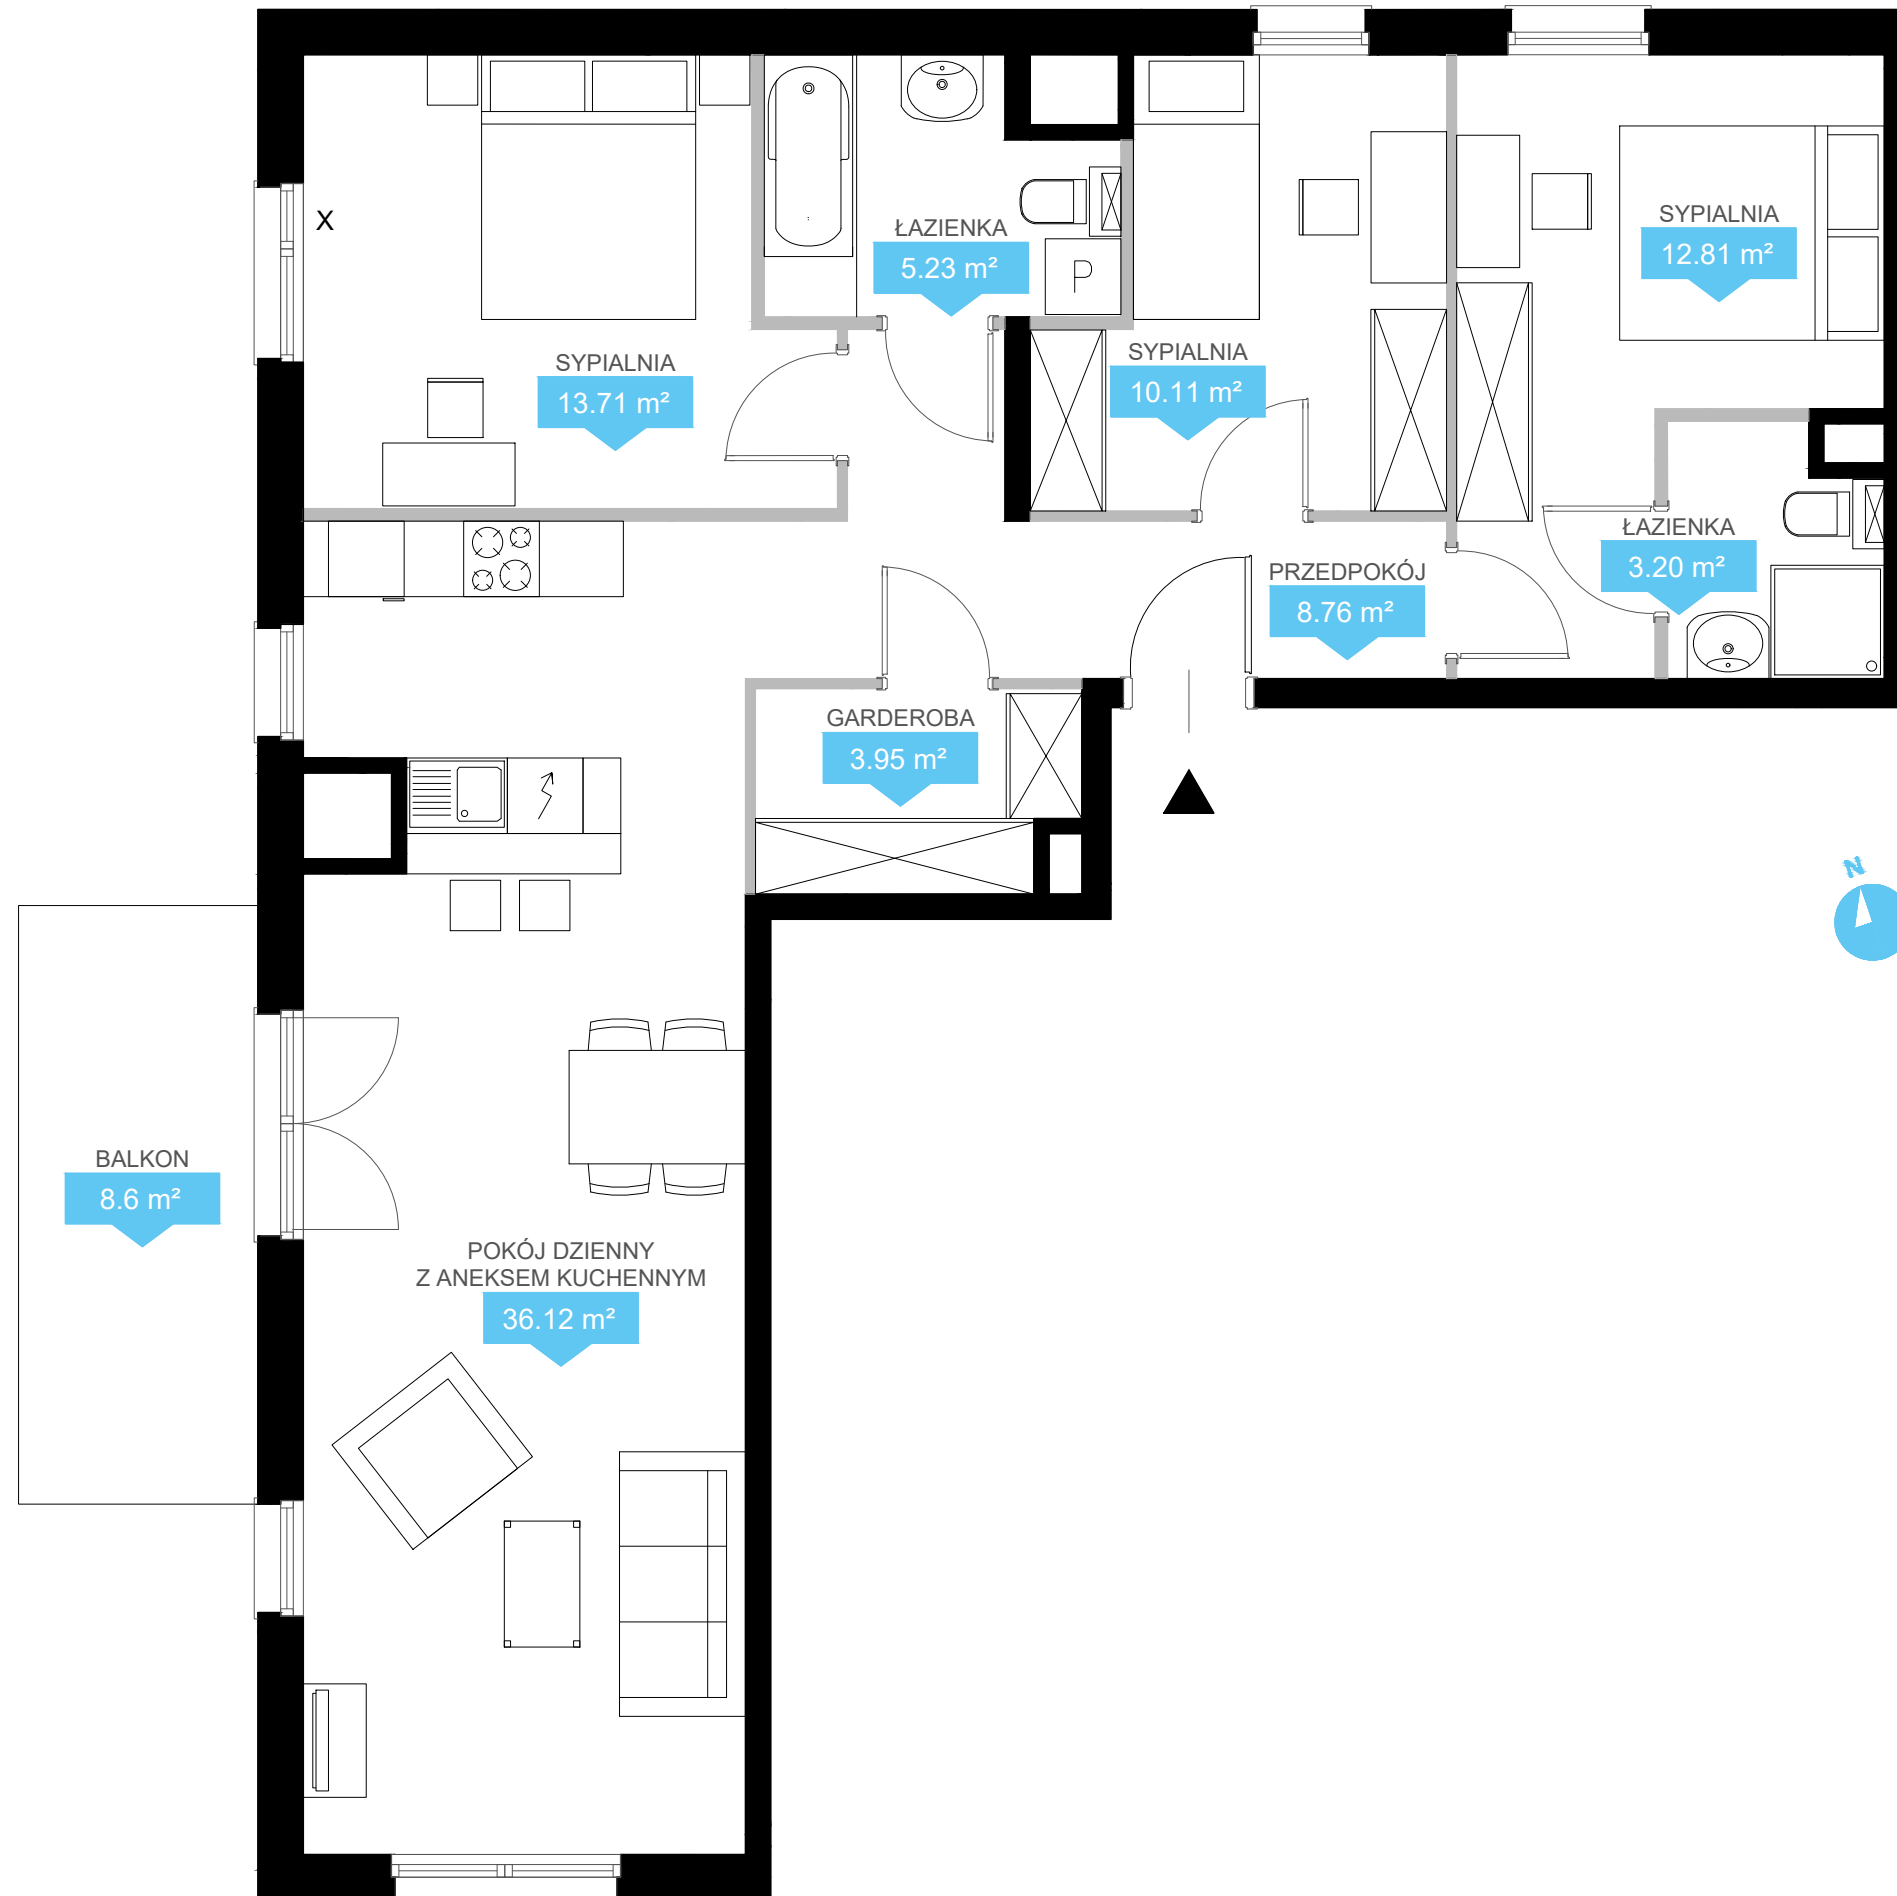 X
ŁAZIENKA
5.23 m²
P
SYPIALNIA
12.81 m²
SYPIALNIA
13.71 m²
SYPIALNIA
10.11 m²
ŁAZIENKA
3.20 m²
PRZEDPOKÓJ
8.76 m²
GARDEROBA
3.95 m²
N
BALKON
8.6 m²
POKÓJ DZIENNY
Z ANEKSEM KUCHENNYM
36.12 m²